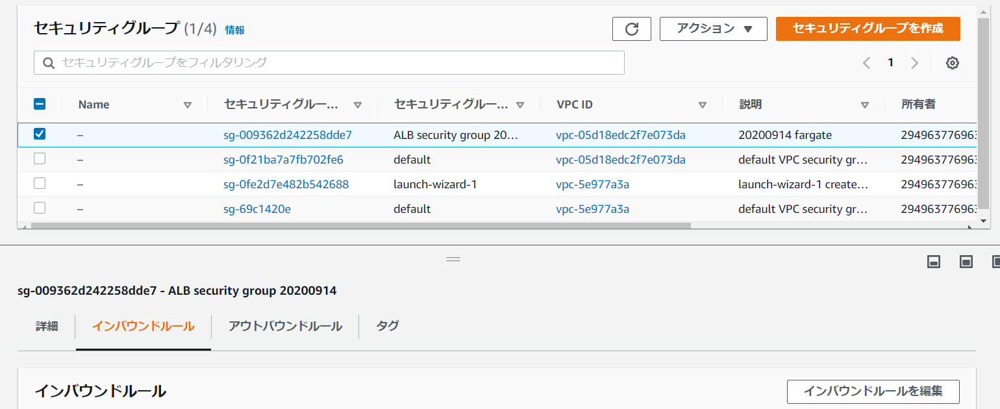 セキュリティグループ (1/4) 情報 アクション セキュリティグループを作成
セキュリティグループをフィルタリング 1
Name セキュリティグルー... セキュリティグルー... VPC ID 説明 所有者
– sg-009362d242258dde7 ALB security group 20... vpc-05d18edc2f7e073da 20200914 fargate 294963776963
– sg-0f21ba7a7fb702fe6 default vpc-05d18edc2f7e073da default VPC security gr... 294963776963
– sg-0fe2d7e482b542688 launch-wizard-1 vpc-5e977a3a launch-wizard-1 create... 294963776963
– sg-69c1420e default vpc-5e977a3a default VPC security gr... 294963776963
sg-009362d242258dde7 - ALB security group 20200914
詳細 インバウンドルール アウトバウンドルール タグ
インバウンドルール インバウンドルールを編集